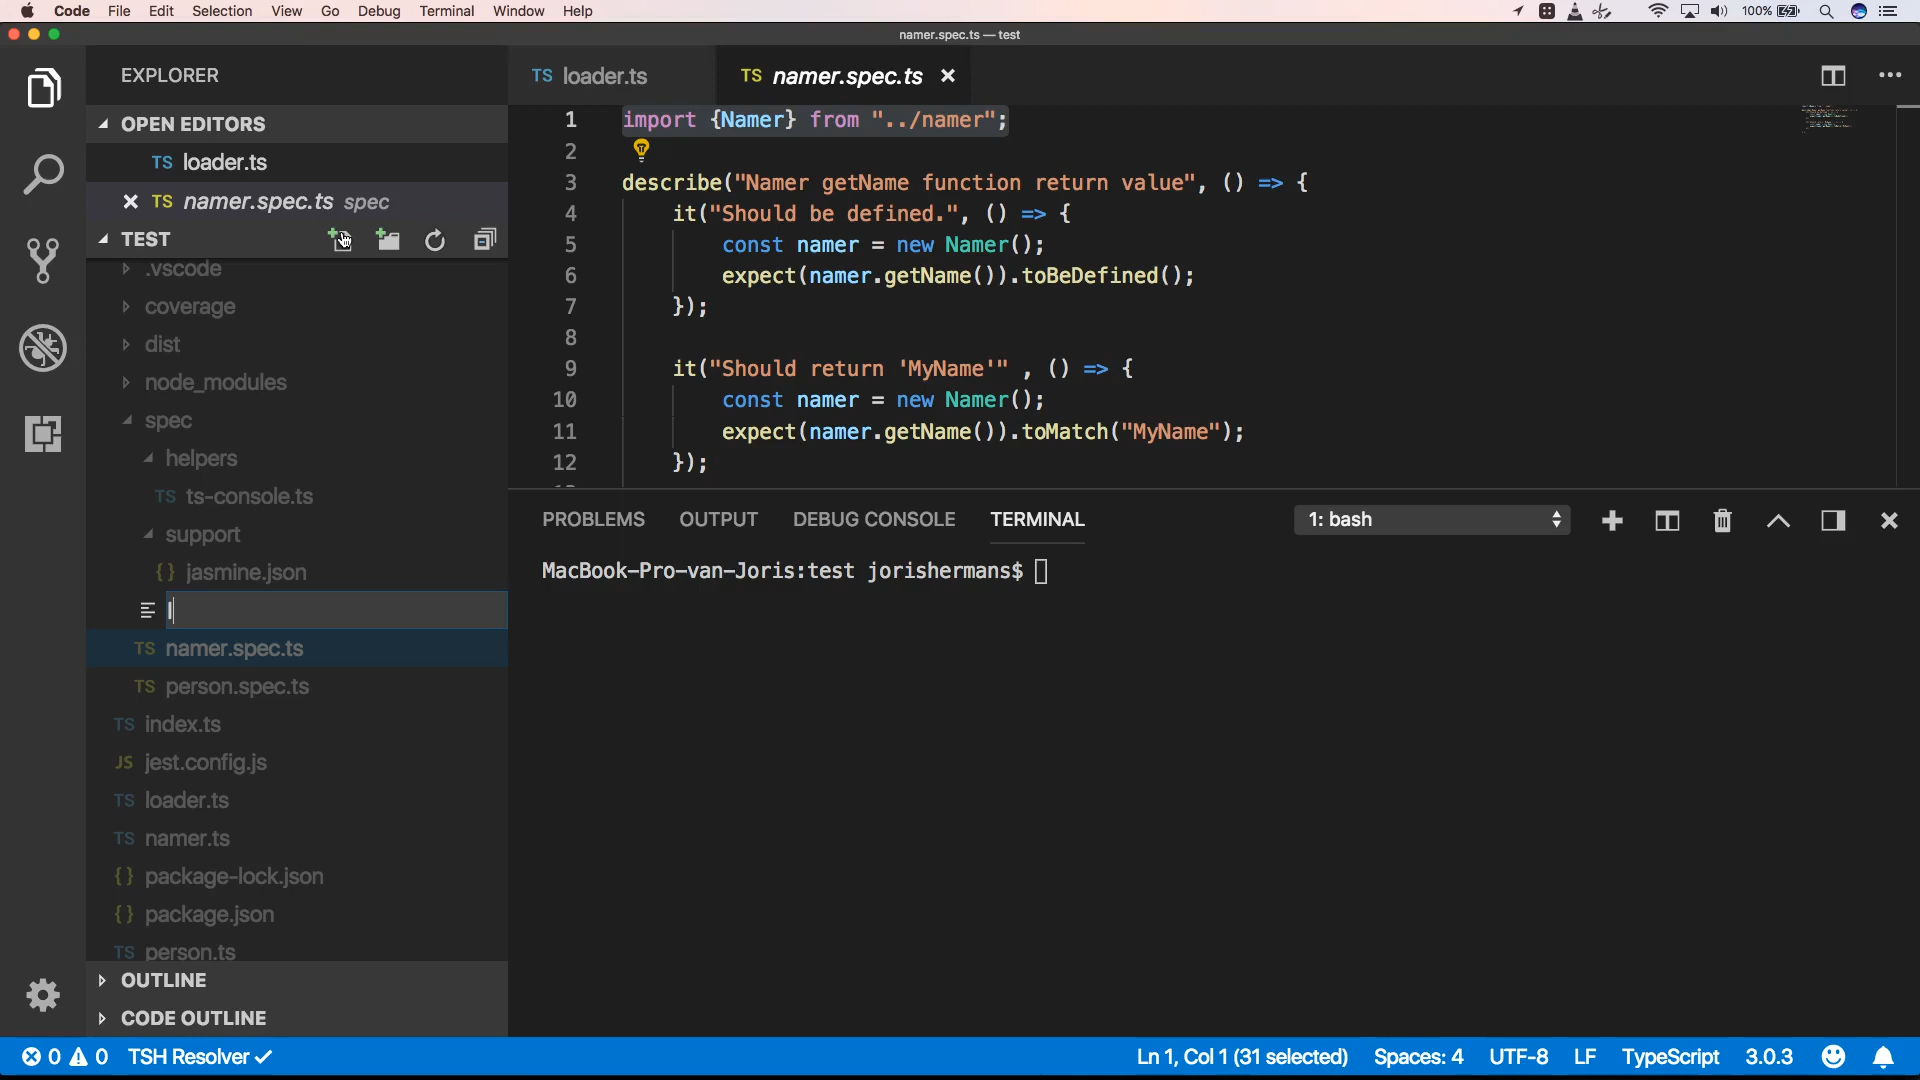 Code File Edit Selection View Go Debug Terminal Window Help 100%
namer.spec.ts — test
EXPLORER
OPEN EDITORS
TS loader.ts
TS namer.spec.ts spec
TEST
.vscode
coverage
dist
node_modules
spec
helpers
TS ts-console.ts
support
{} jasmine.json
l
TS namer.spec.ts
TS person.spec.ts
TS index.ts
JS jest.config.js
TS loader.ts
TS namer.ts
{} package-lock.json
{} package.json
TS person.ts
OUTLINE
CODE OUTLINE
TS loader.ts TS namer.spec.ts
1 import {Namer} from "../namer";
2
3 describe("Namer getName function return value", () => {
4 it("Should be defined.", () => {
5 const namer = new Namer();
6 expect(namer.getName()).toBeDefined();
7 });
8
9 it("Should return 'MyName'" , () => {
10 const namer = new Namer();
11 expect(namer.getName()).toMatch("MyName");
12 });
PROBLEMS OUTPUT DEBUG CONSOLE TERMINAL 1: bash
MacBook-Pro-van-Joris:test jorishermans$
0 0 TSH Resolver Ln 1, Col 1 (31 selected) Spaces: 4 UTF-8 LF TypeScript 3.0.3